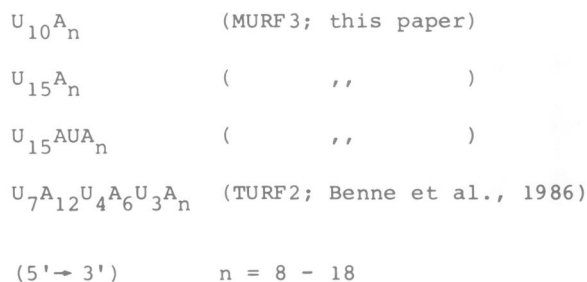 U₁₀Aₙ (MURF3; this paper)
U₁₅Aₙ ( ,, )
U₁₅AUAₙ ( ,, )
U₇A₁₂U₄A₆U₃Aₙ (TURF2; Benne et al., 1986)
(5'→ 3') n = 8 - 18